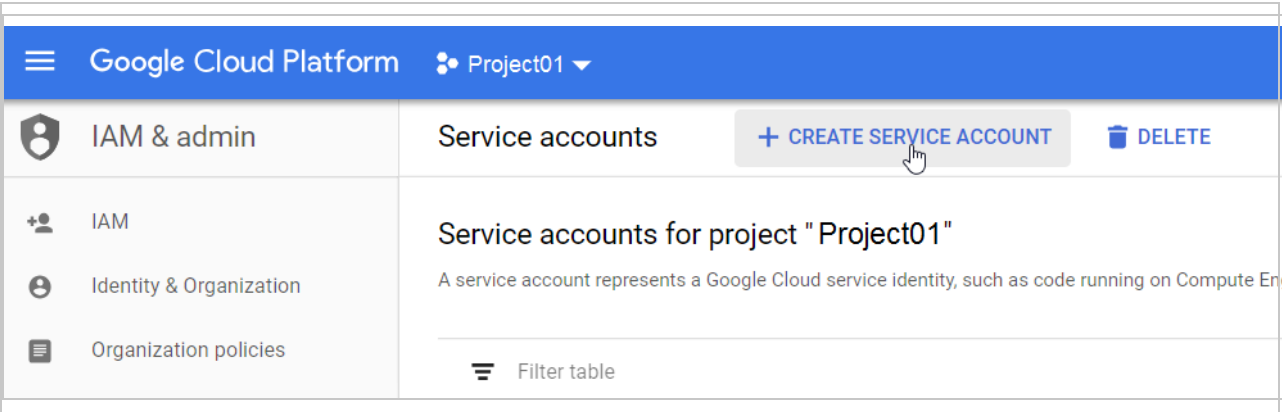 Google Cloud Platform Project01
IAM & admin
Service accounts + CREATE SERVICE ACCOUNT DELETE
IAM
Identity & Organization
Organization policies
Service accounts for project "Project01"
A service account represents a Google Cloud service identity, such as code running on Compute
Filter table